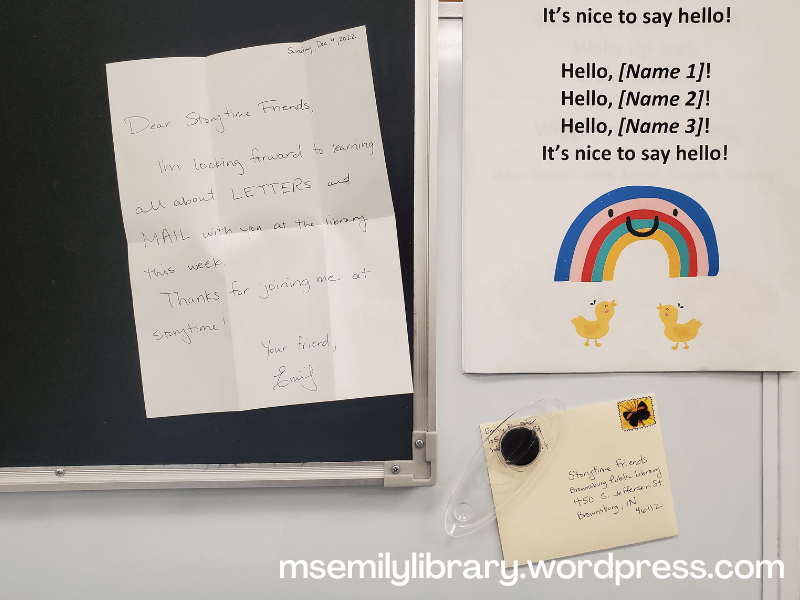 Sunday, Dec. 4, 2022
Dear Storytime Friends,
I'm looking forward to learning
all about LETTERS and
MAIL with you at the library
this week.
Thanks for joining me at
storytime!
Your friend,
Emily
It's nice to say hello!
Hello, [Name 1]!
Hello, [Name 2]!
Hello, [Name 3]!
It's nice to say hello!
Storytime Friends
Brownsburg Public Library
450 S. Jefferson St.
Brownsburg, IN
46112
msemilylibrary.wordpress.com